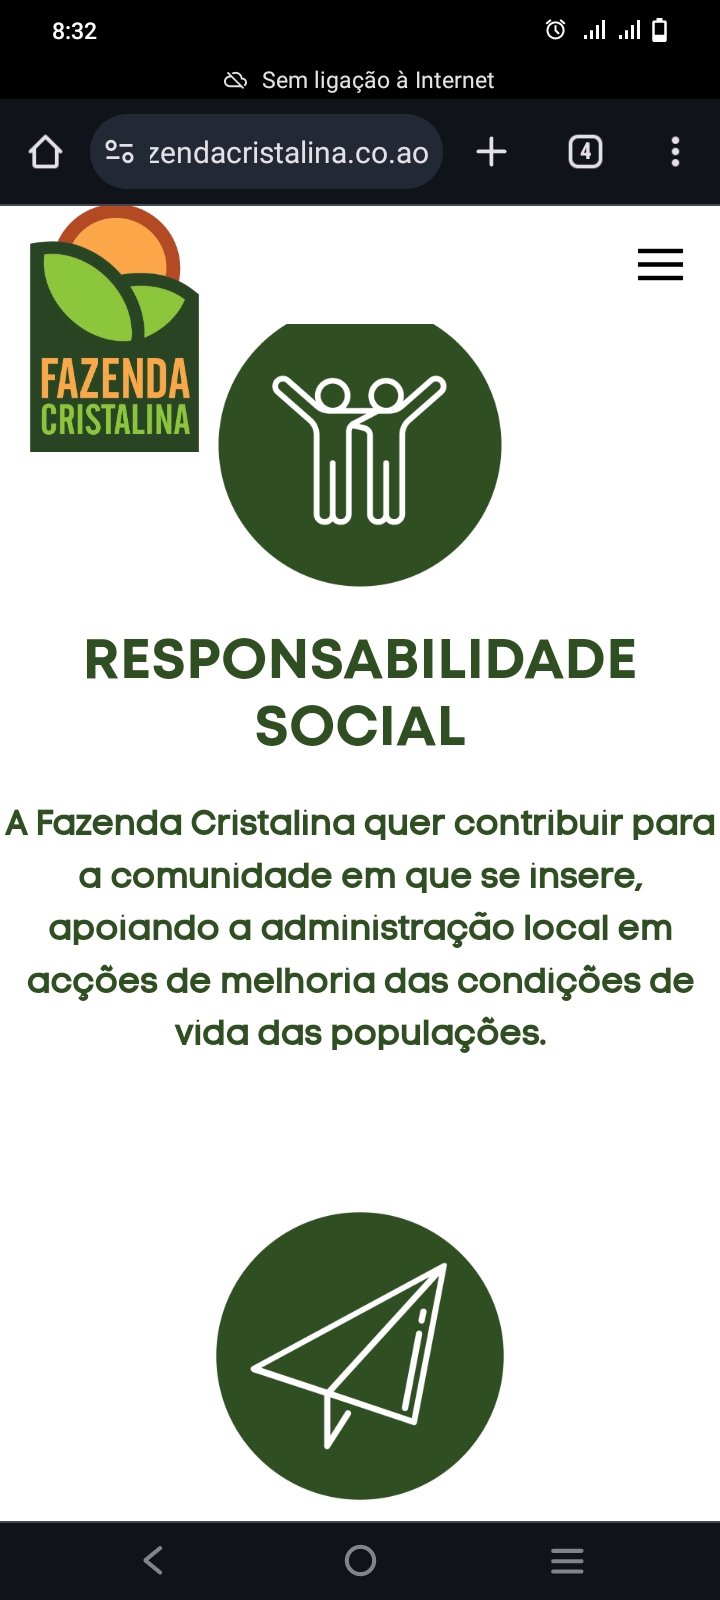 8:32
Sem ligação à Internet
zendacristalina.co.ao
4
FAZENDA
CRISTALINA
RESPONSABILIDADE
SOCIAL
A Fazenda Cristalina quer contribuir para
a comunidade em que se insere,
apoiando a administração local em
acções de melhoria das condições de
vida das populações.